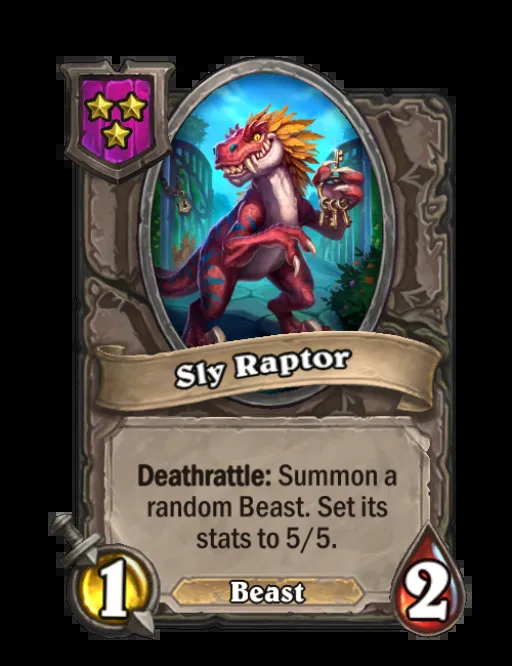 Sly Raptor
Deathrattle: Summon a
random Beast. Set its
stats to 5/5.
1
Beast
2